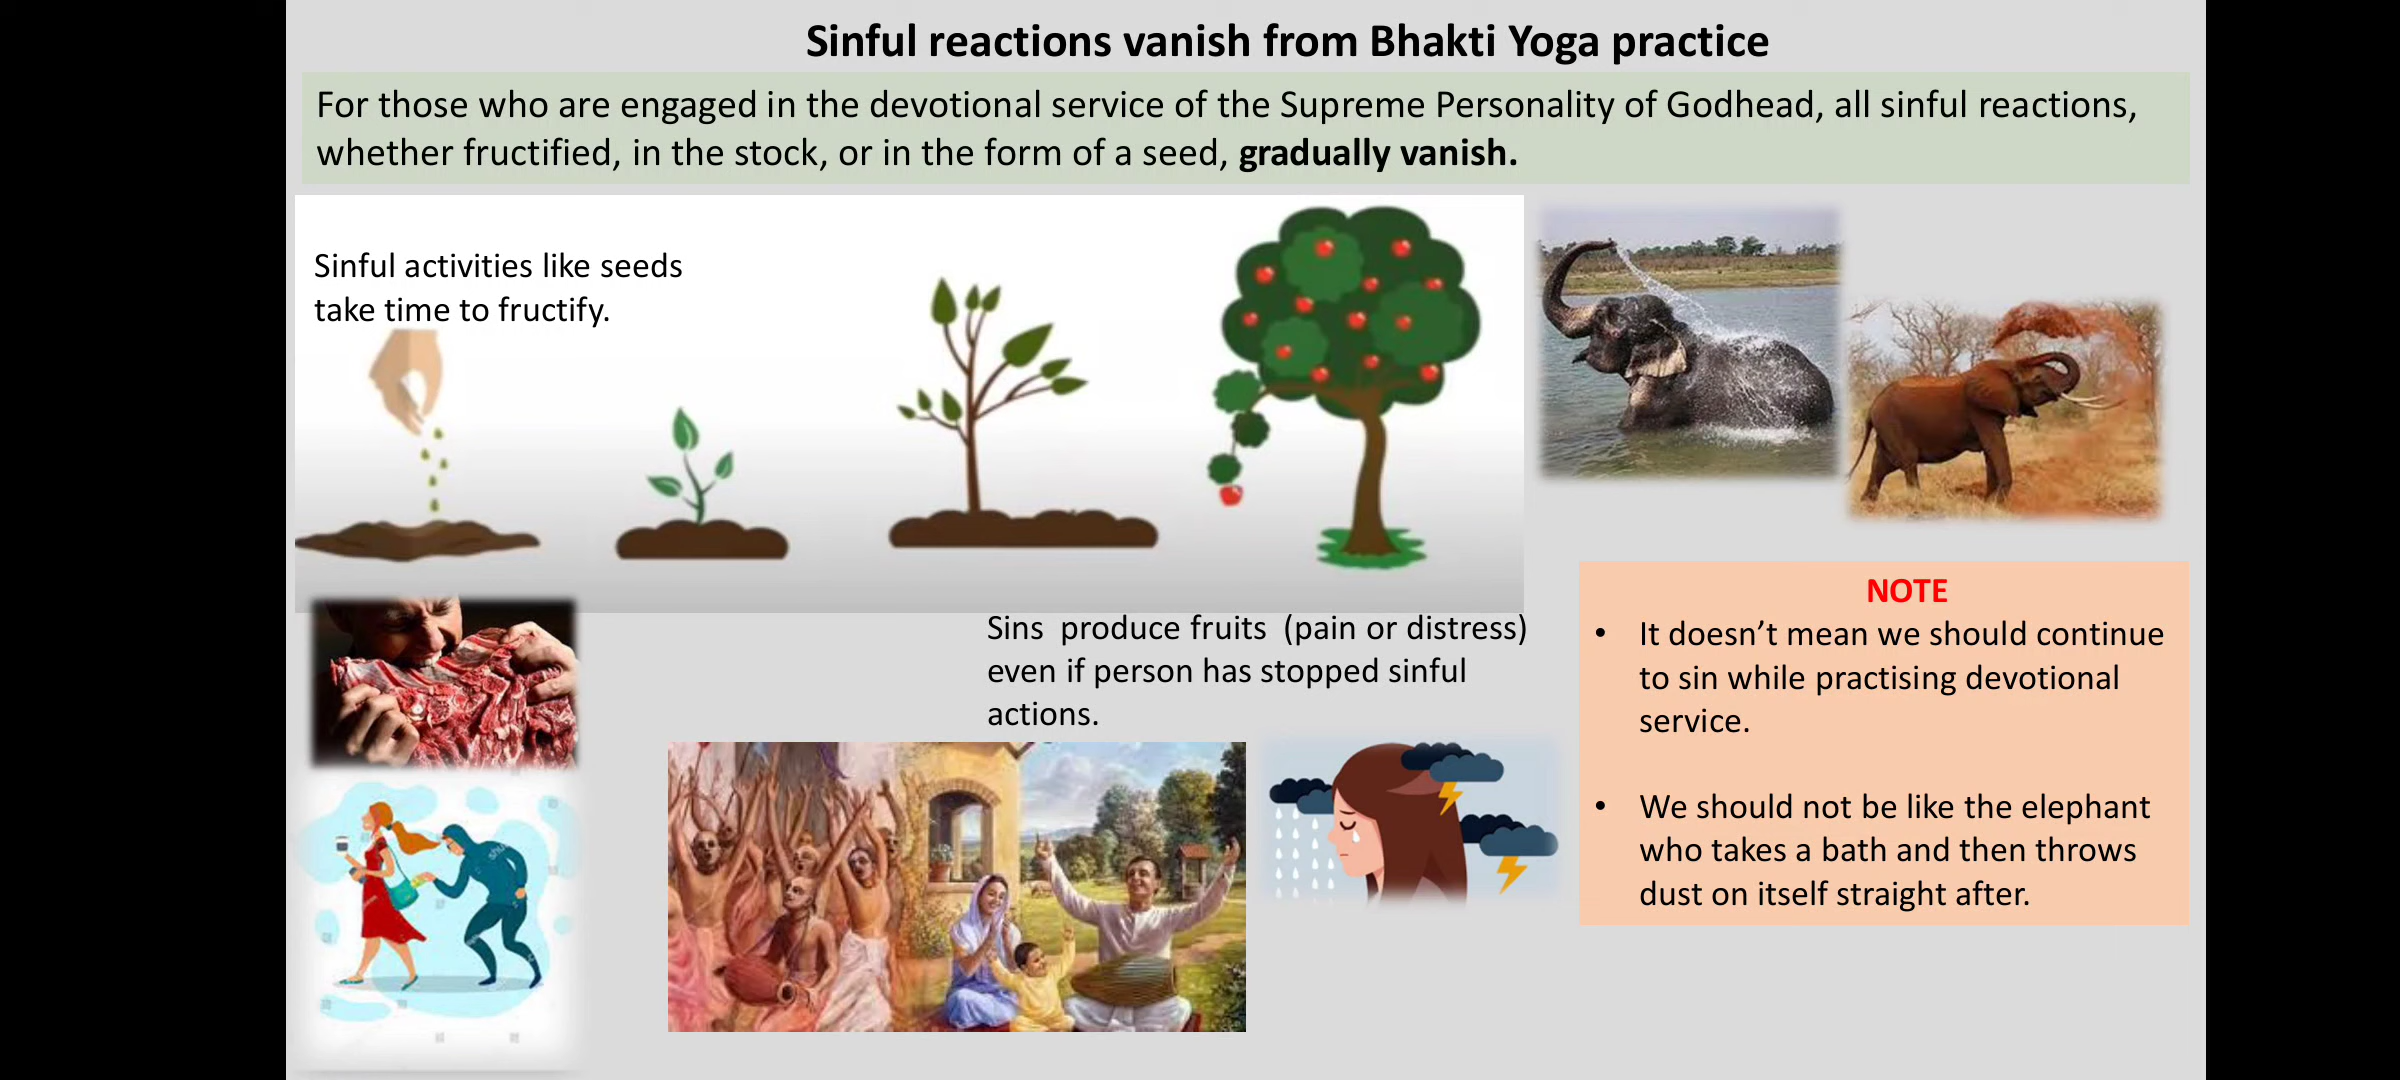 Sinful reactions vanish from Bhakti Yoga practice
For those who are engaged in the devotional service of the Supreme Personality of Godhead, all sinful reactions,
whether fructified, in the stock, or in the form of a seed, gradually vanish.
Sinful activities like seeds
take time to fructify.
Sins produce fruits (pain or distress)
even if person has stopped sinful
actions.
NOTE
• It doesn’t mean we should continue
to sin while practising devotional
service.
• We should not be like the elephant
who takes a bath and then throws
dust on itself straight after.